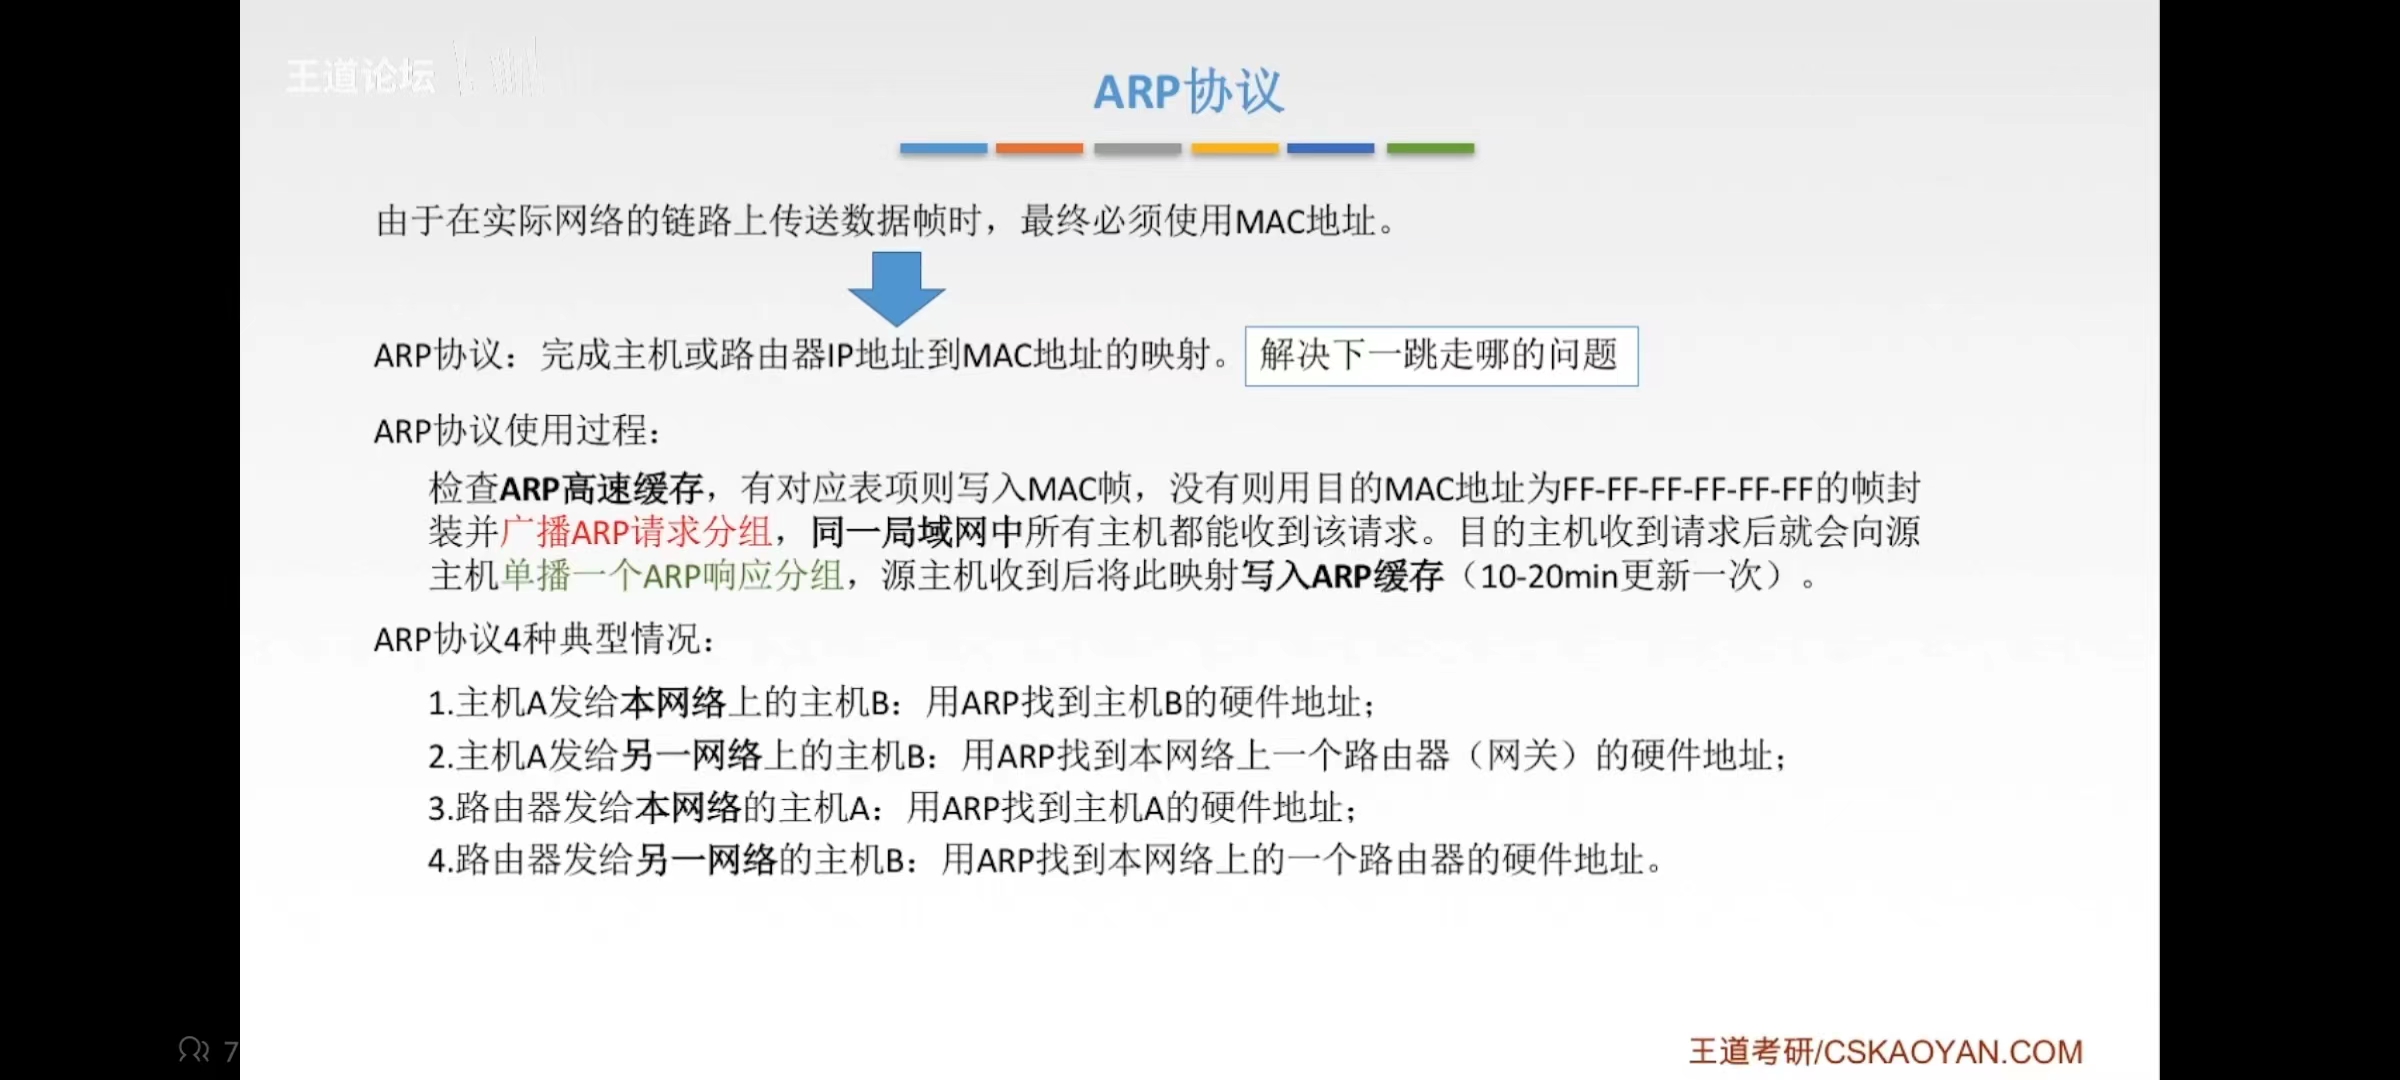 王道论坛
ARP协议
由于在实际网络的链路上传送数据帧时，最终必须使用MAC地址。
ARP协议：完成主机或路由器IP地址到MAC地址的映射。 解决下一跳走哪的问题
ARP协议使用过程：
检查ARP高速缓存，有对应表项则写入MAC帧，没有则用目的MAC地址为FF-FF-FF-FF-FF-FF的帧封
装并广播ARP请求分组，同一局域网中所有主机都能收到该请求。目的主机收到请求后就会向源
主机单播一个ARP响应分组，源主机收到后将此映射写入ARP缓存（10-20min更新一次）。
ARP协议4种典型情况：
1.主机A发给本网络上的主机B：用ARP找到主机B的硬件地址；
2.主机A发给另一网络上的主机B：用ARP找到本网络上一个路由器（网关）的硬件地址；
3.路由器发给本网络的主机A：用ARP找到主机A的硬件地址；
4.路由器发给另一网络的主机B：用ARP找到本网络上的一个路由器的硬件地址。
7
王道考研/CSKAOYAN.COM